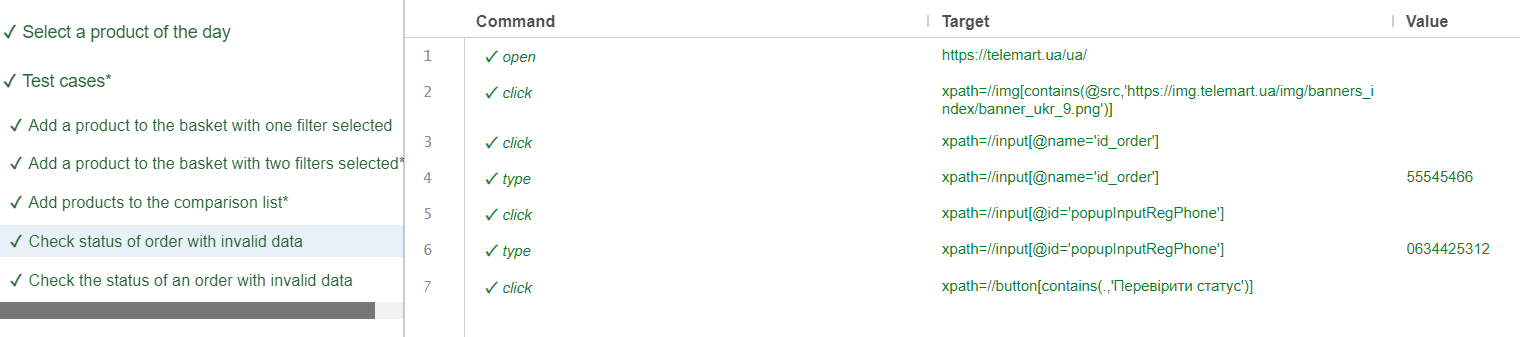 ✓ Select a product of the day
✓ Test cases*
✓ Add a product to the basket with one filter selected
✓ Add a product to the basket with two filters selected*
✓ Add products to the comparison list*
✓ Check status of order with invalid data
✓ Check the status of an order with invalid data
Command Target Value
1 ✓ open https://telemart.ua/ua/
2 ✓ click xpath=//img[contains(@src,'https://img.telemart.ua/img/banners_i
ndex/banner_ukr_9.png')]
3 ✓ click xpath=//input[@name='id_order']
4 ✓ type xpath=//input[@name='id_order'] 55545466
5 ✓ click xpath=//input[@id='popupInputRegPhone']
6 ✓ type xpath=//input[@id='popupInputRegPhone'] 0634425312
7 ✓ click xpath=//button[contains(.,'Перевірити статус')]